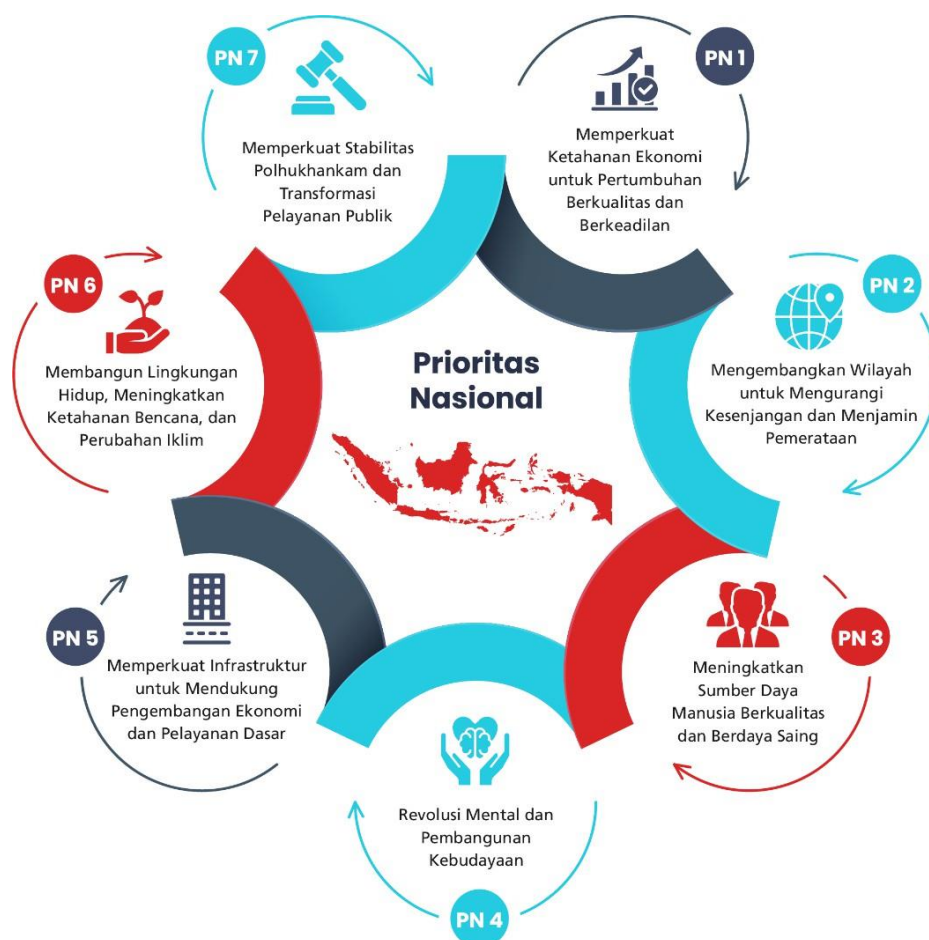 Prioritas
Nasional
PN 1
Memperkuat
Ketahanan Ekonomi
untuk Pertumbuhan
Berkualitas dan
Berkeadilan
PN 2
Mengembangkan Wilayah
untuk Mengurangi
Kesenjangan dan Menjamin
Pemerataan
PN 3
Meningkatkan
Sumber Daya
Manusia Berkualitas
dan Berdaya Saing
PN 4
Revolusi Mental dan
Pembangunan
Kebudayaan
PN 5
Memperkuat Infrastruktur
untuk Mendukung
Pengembangan Ekonomi
dan Pelayanan Dasar
PN 6
Membangun Lingkungan
Hidup, Meningkatkan
Ketahanan Bencana, dan
Perubahan Iklim
PN 7
Memperkuat Stabilitas
Polhukhankam dan
Transformasi
Pelayanan Publik